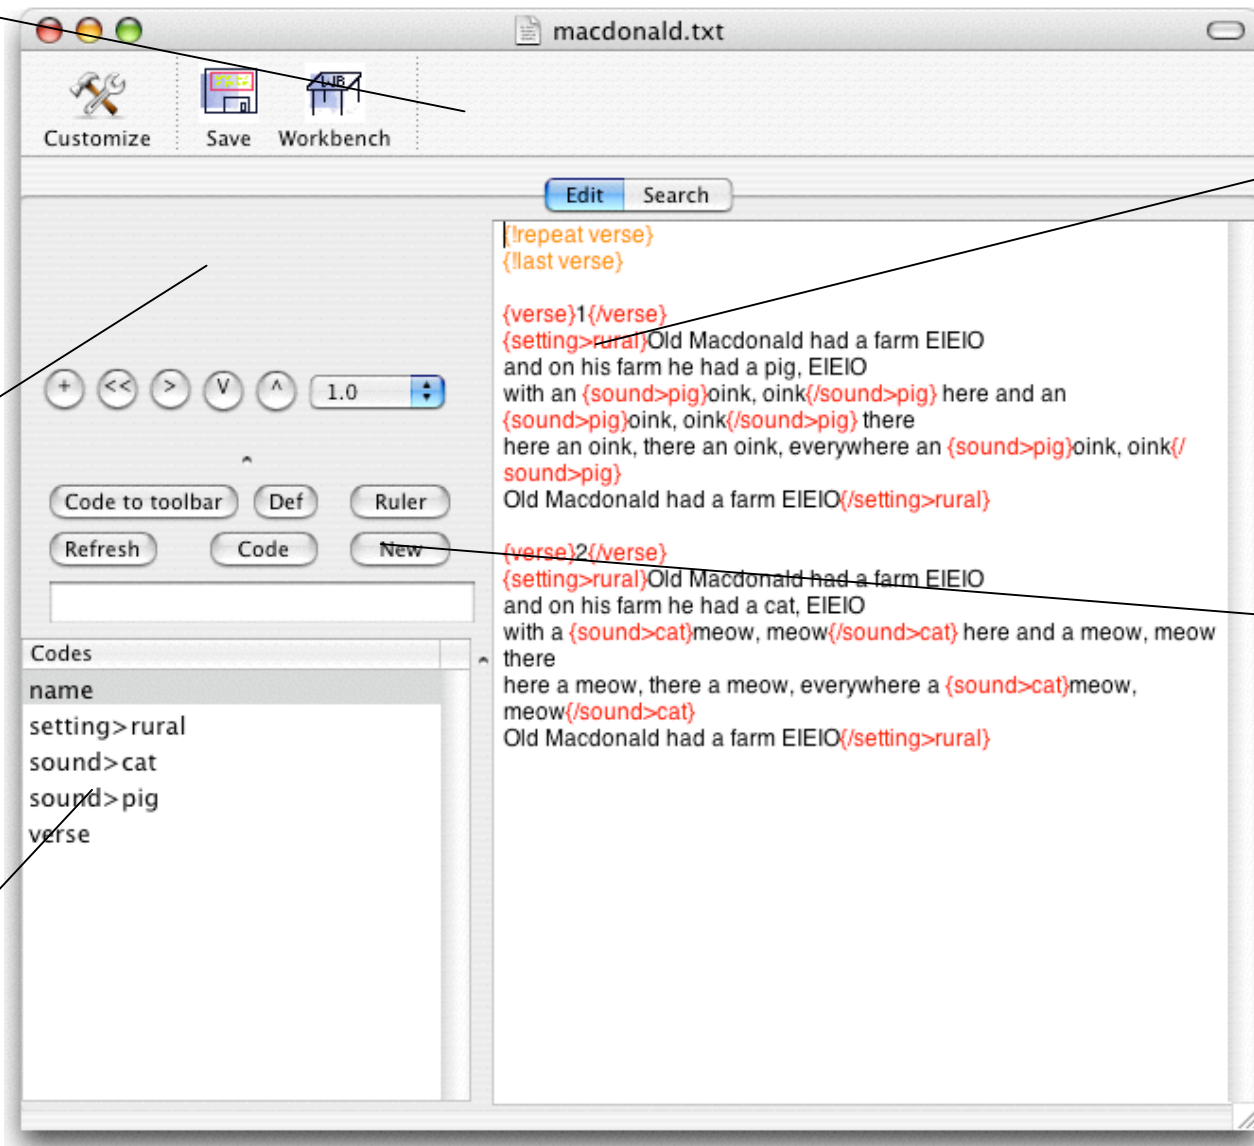 macdonald.txt
Customize Save Workbench
WB
Edit Search
+ << > V ^ 1.0
Code to toolbar Def Ruler
Refresh Code New
Codes
name
setting>rural
sound>cat
sound>pig
verse
{!repeat verse}
{!last verse}
{verse}1{/verse}
{setting>rural}Old Macdonald had a farm EIEIO
and on his farm he had a pig, EIEIO
with an {sound>pig}oink, oink{/sound>pig} here and an
{sound>pig}oink, oink{/sound>pig} there
here an oink, there an oink, everywhere an {sound>pig}oink, oink{/
sound>pig}
Old Macdonald had a farm EIEIO{/setting>rural}
{verse}2{/verse}
{setting>rural}Old Macdonald had a farm EIEIO
and on his farm he had a cat, EIEIO
with a {sound>cat}meow, meow{/sound>cat} here and a meow, meow
there
here a meow, there a meow, everywhere a {sound>cat}meow,
meow{/sound>cat}
Old Macdonald had a farm EIEIO{/setting>rural}